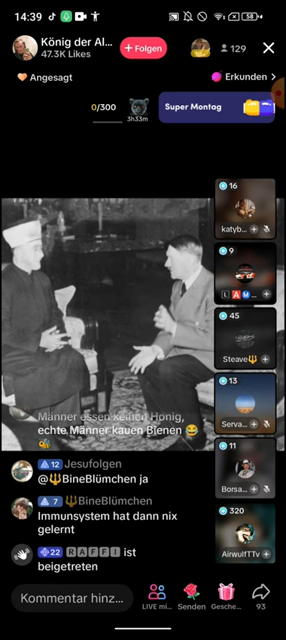 14:39
58
König der Al...
47.3K Likes
+ Folgen
129
Angesagt
Erkunden >
0/300
3h33m
Super Montag
16
katyb...
9
LAM...
45
Steave🔱
13
Serva...
11
Borsa...
320
AirwulfTTv
Männer essen keinen Honig,
echte Männer kauen Bienen 😂
🐝
12 Jesufolgen
@🔱BineBlümchen ja
7 🔱BineBlümchen
Immunsystem hat dann nix
gelernt
22 RAFFI ist
beigetreten
Kommentar hinz...
LIVE mi...
Senden
Gesche...
93